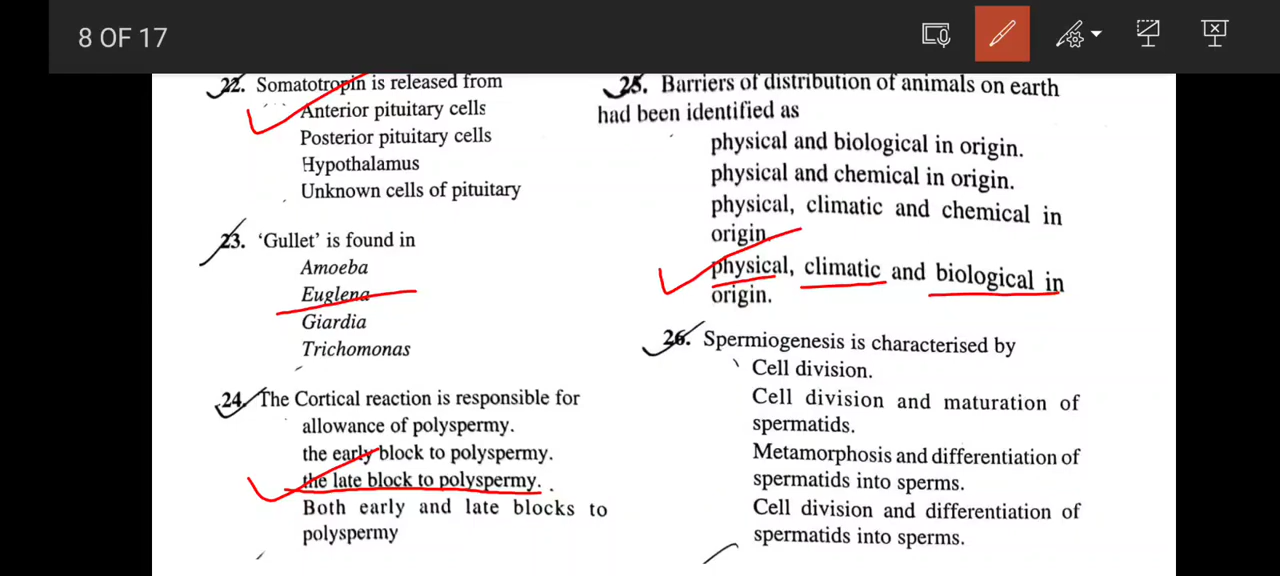 8 OF 17
22. Somatotropin is released from
Anterior pituitary cells
Posterior pituitary cells
Hypothalamus
Unknown cells of pituitary
23. ‘Gullet’ is found in
Amoeba
Euglena
Giardia
Trichomonas
24. The Cortical reaction is responsible for
allowance of polyspermy.
the early block to polyspermy.
the late block to polyspermy.
Both early and late blocks to
polyspermy
25. Barriers of distribution of animals on earth
had been identified as
physical and biological in origin.
physical and chemical in origin.
physical, climatic and chemical in
origin.
physical, climatic and biological in
origin.
26. Spermiogenesis is characterised by
Cell division.
Cell division and maturation of
spermatids.
Metamorphosis and differentiation of
spermatids into sperms.
Cell division and differentiation of
spermatids into sperms.